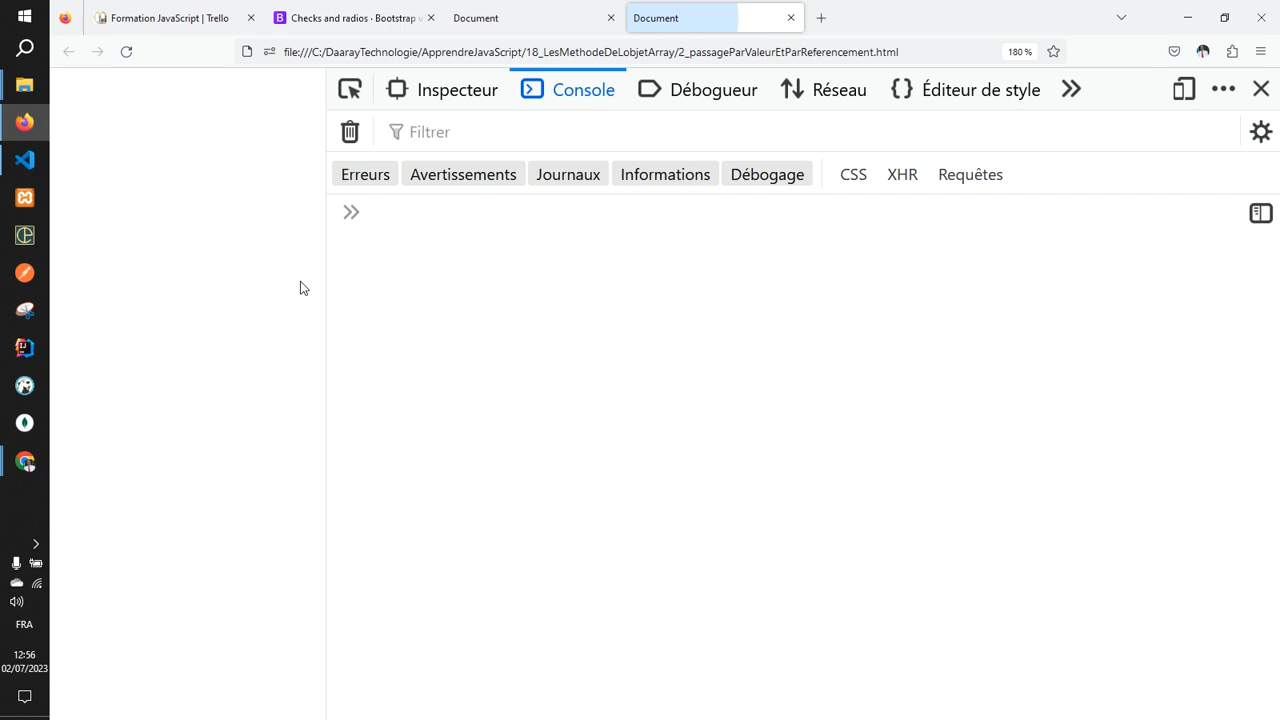 Formation JavaScript | Trello
Checks and radios · Bootstrap v
Document
Document
file:///C:/DaarayTechnologie/ApprendreJavaScript/18_LesMethodeDeLobjetArray/2_passageParValeurEtParReferencement.html
180 %
Inspecteur
Console
Débogueur
Réseau
Éditeur de style
Filtrer
Erreurs
Avertissements
Journaux
Informations
Débogage
CSS
XHR
Requêtes
FRA
12:56
02/07/2023